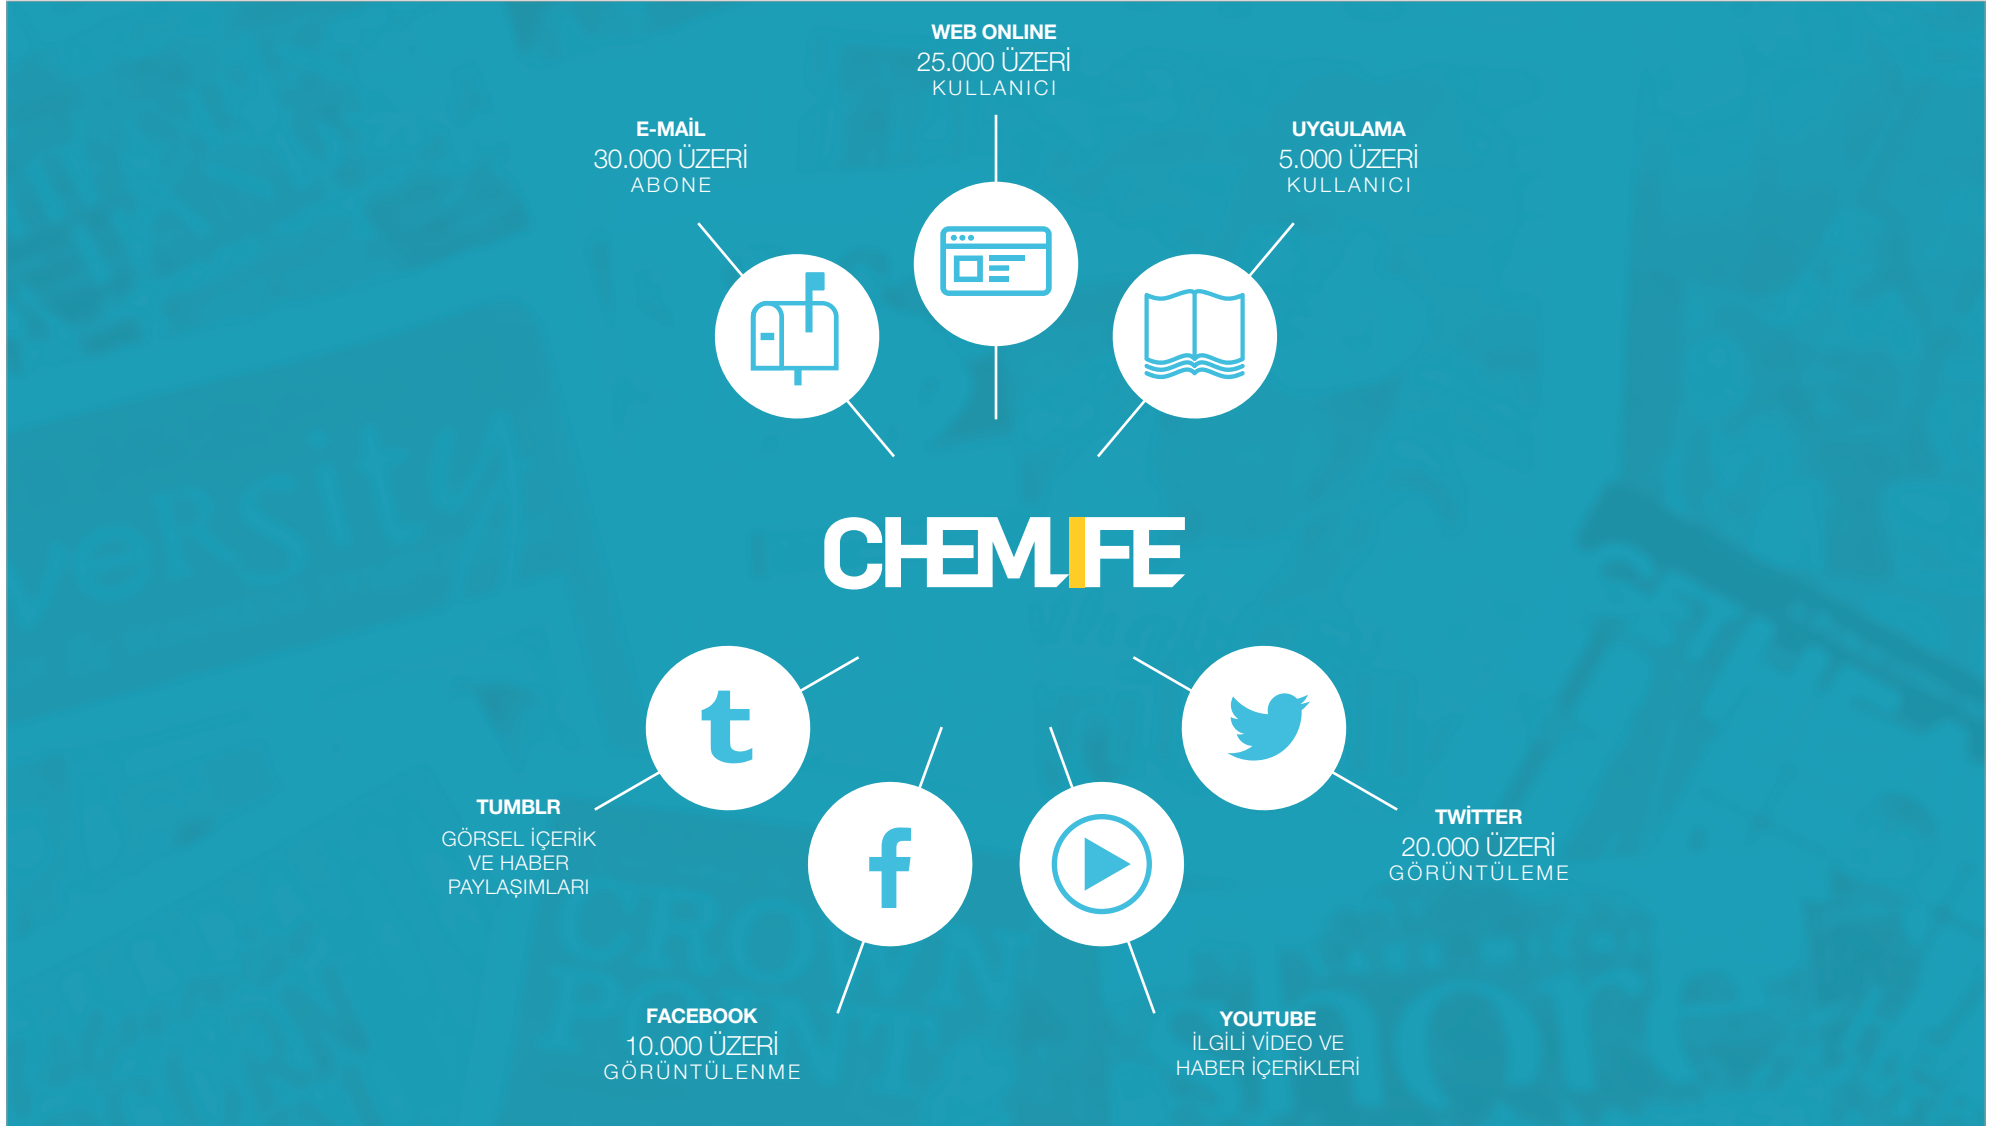 WEB ONLINE
25.000 ÜZERİ
KULLANICI
E-MAİL
30.000 ÜZERİ
ABONE
UYGULAMA
5.000 ÜZERİ
KULLANICI
CHEMLIFE
TUMBLR
GÖRSEL İÇERİK
VE HABER
PAYLAŞIMLARI
TWİTTER
20.000 ÜZERİ
GÖRÜNTÜLEME
FACEBOOK
10.000 ÜZERİ
GÖRÜNTÜLENME
YOUTUBE
İLGİLİ VİDEO VE
HABER İÇERİKLERİ